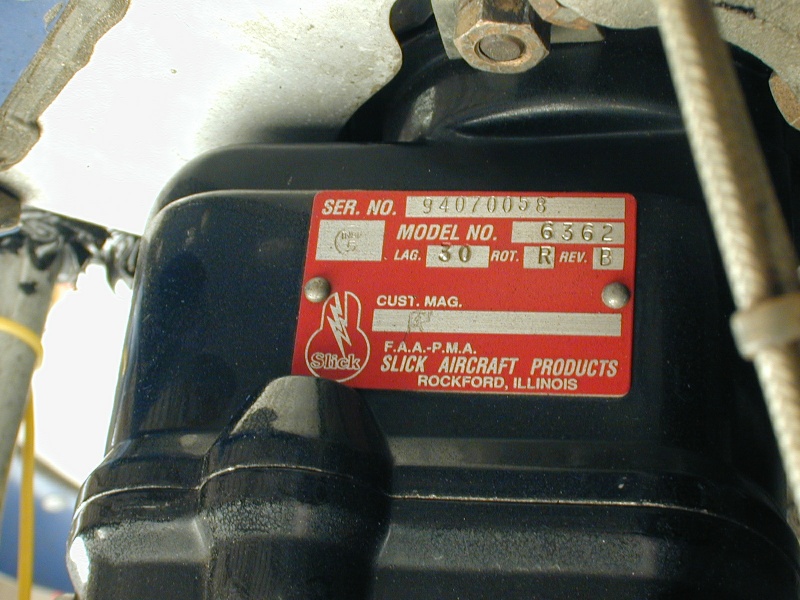 SER. NO. 94070058
MODEL NO. 6362
LAG. 30 ROT. R REV. B
CUST. MAG.
F.A.A.-P.M.A.
Slick
SLICK AIRCRAFT PRODUCTS
ROCKFORD, ILLINOIS